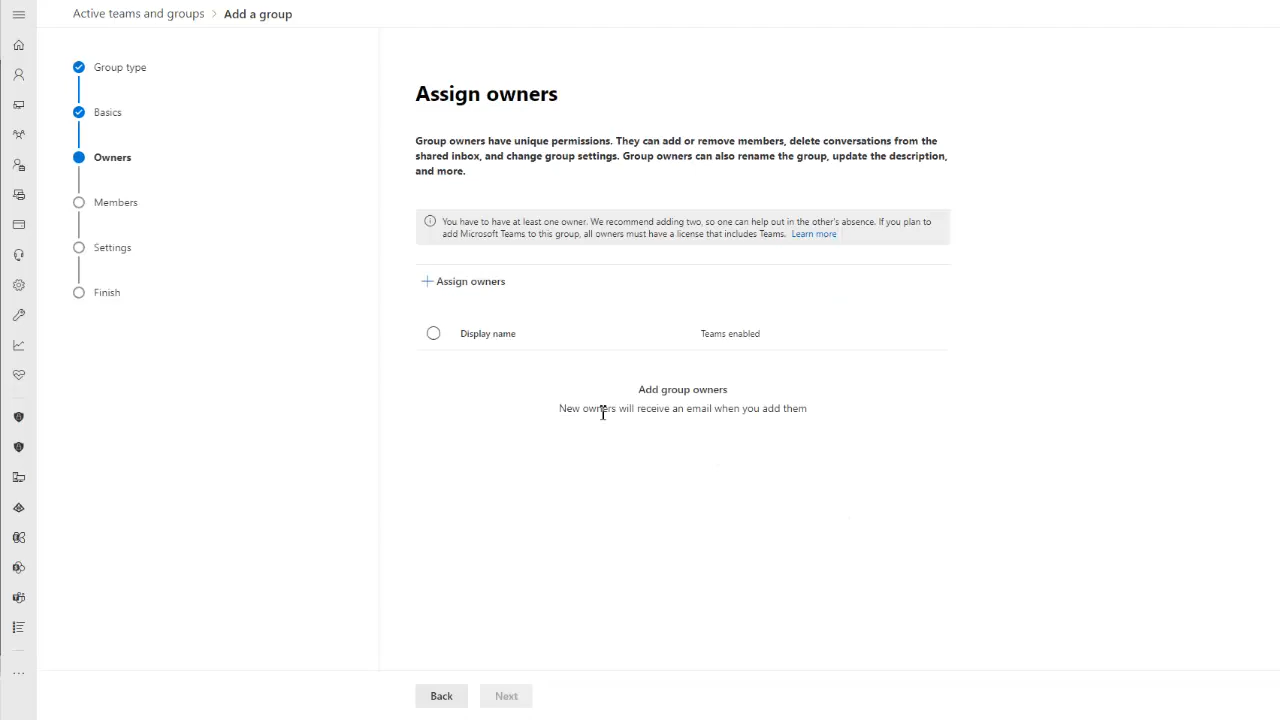 Active teams and groups > Add a group
Group type
Basics
Owners
Members
Settings
Finish
Assign owners
Group owners have unique permissions. They can add or remove members, delete conversations from the
shared inbox, and change group settings. Group owners can also rename the group, update the description,
and more.
You have to have at least one owner. We recommend adding two, so one can help out in the other's absence. If you plan to
add Microsoft Teams to this group, all owners must have a license that includes Teams. Learn more
Assign owners
Display name Teams enabled
Add group owners
New owners will receive an email when you add them
Back Next